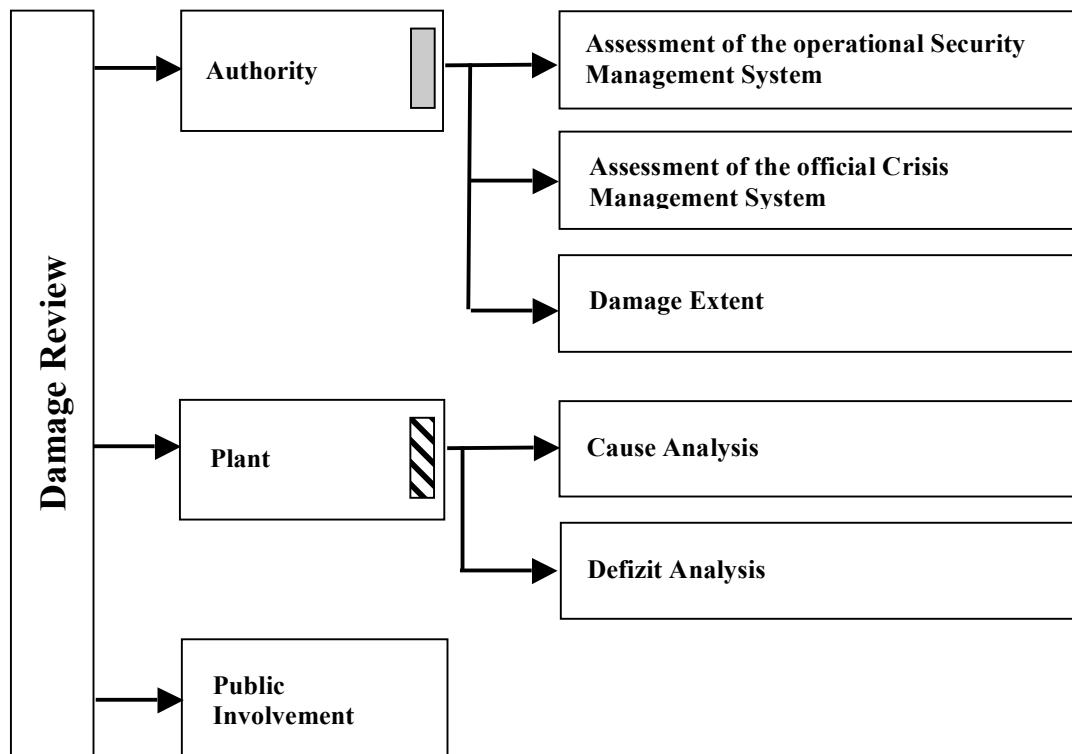 Damage Review
Authority
Assessment of the operational Security
Management System
Assessment of the official Crisis
Management System
Damage Extent
Plant
Cause Analysis
Defizit Analysis
Public
Involvement